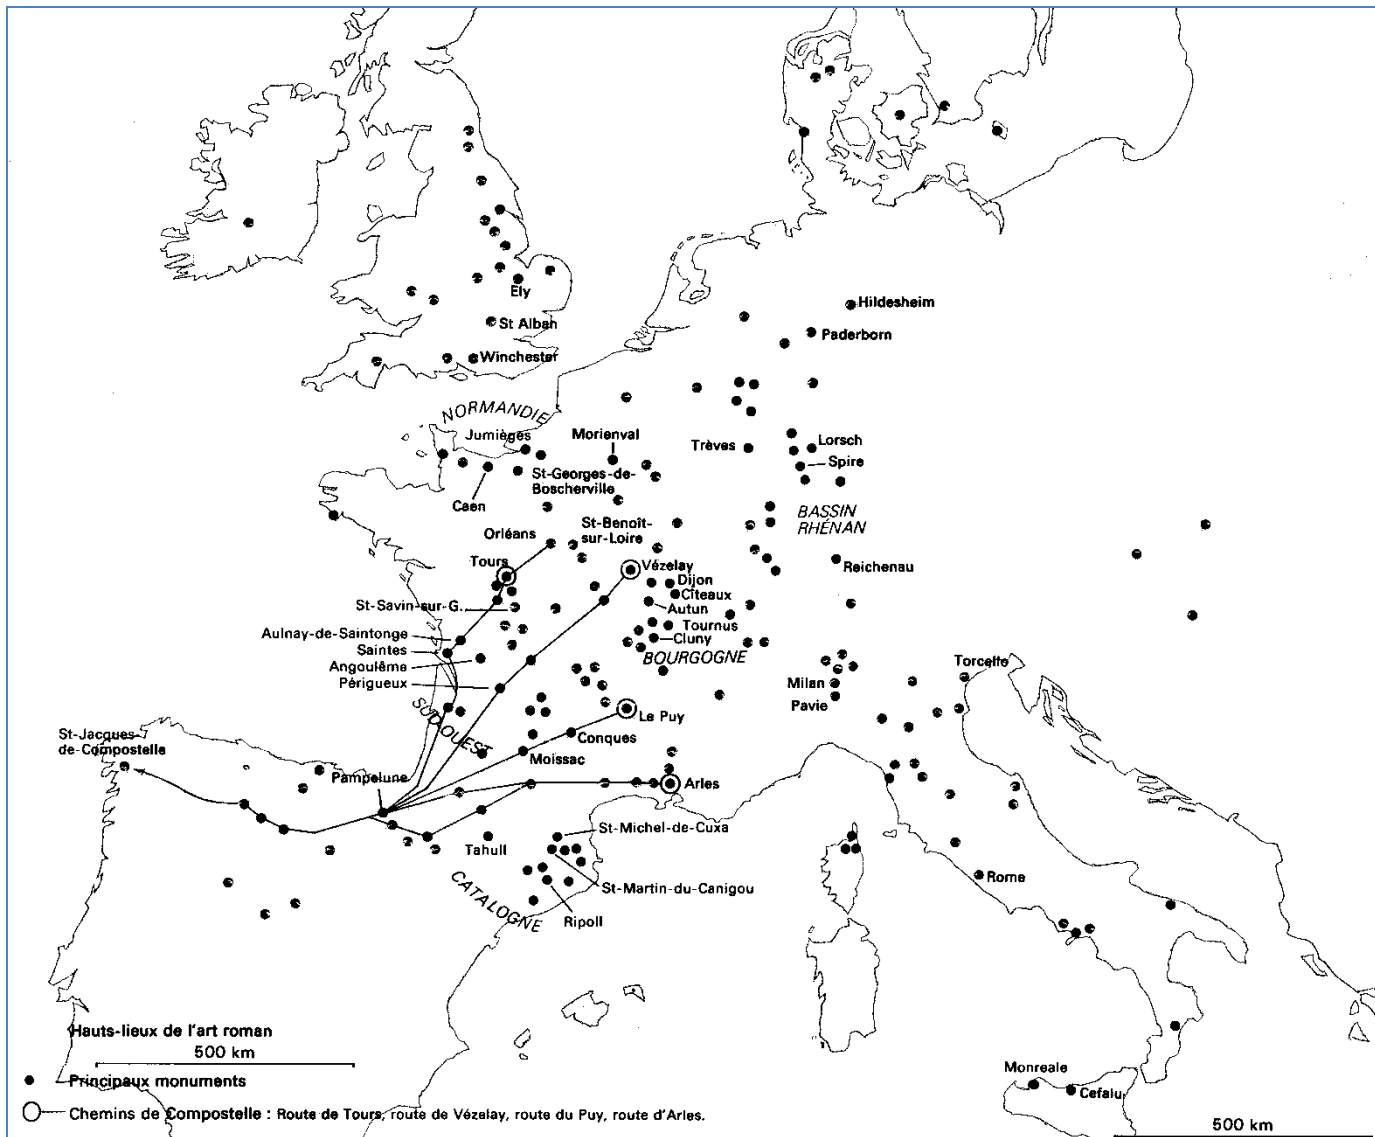 Ely
St Alban
Winchester
Hildesheim
Paderborn
NORMANDIE
Jumièges
Morienval
Trèves
Lorsch
Spire
St-Georges-de-
Boscherville
Caen
BASSIN
RHÉNAN
Orléans
St-Benoît-
sur-Loire
Tours
Vézelay
Reichenau
Dijon
Cîteaux
St-Savin-sur-G.
Autun
Tournus
Aulnay-de-Saintonge
Cluny
Saintes
BOURGOGNE
Angoulême
Torcello
Périgueux
Milan
Pavie
SUD-OUEST
Le Puy
St-Jacques-
de-Compostelle
Conques
Moissac
Pampelune
Arles
St-Michel-de-Cuxa
Tahull
CATALOGNE
St-Martin-du-Canigou
Rome
Ripoll
Hauts-lieux de l'art roman
500 km
Monreale
Principaux monuments
Cefalu
Chemins de Compostelle : Route de Tours, route de Vézelay, route du Puy, route d'Arles.
500 km